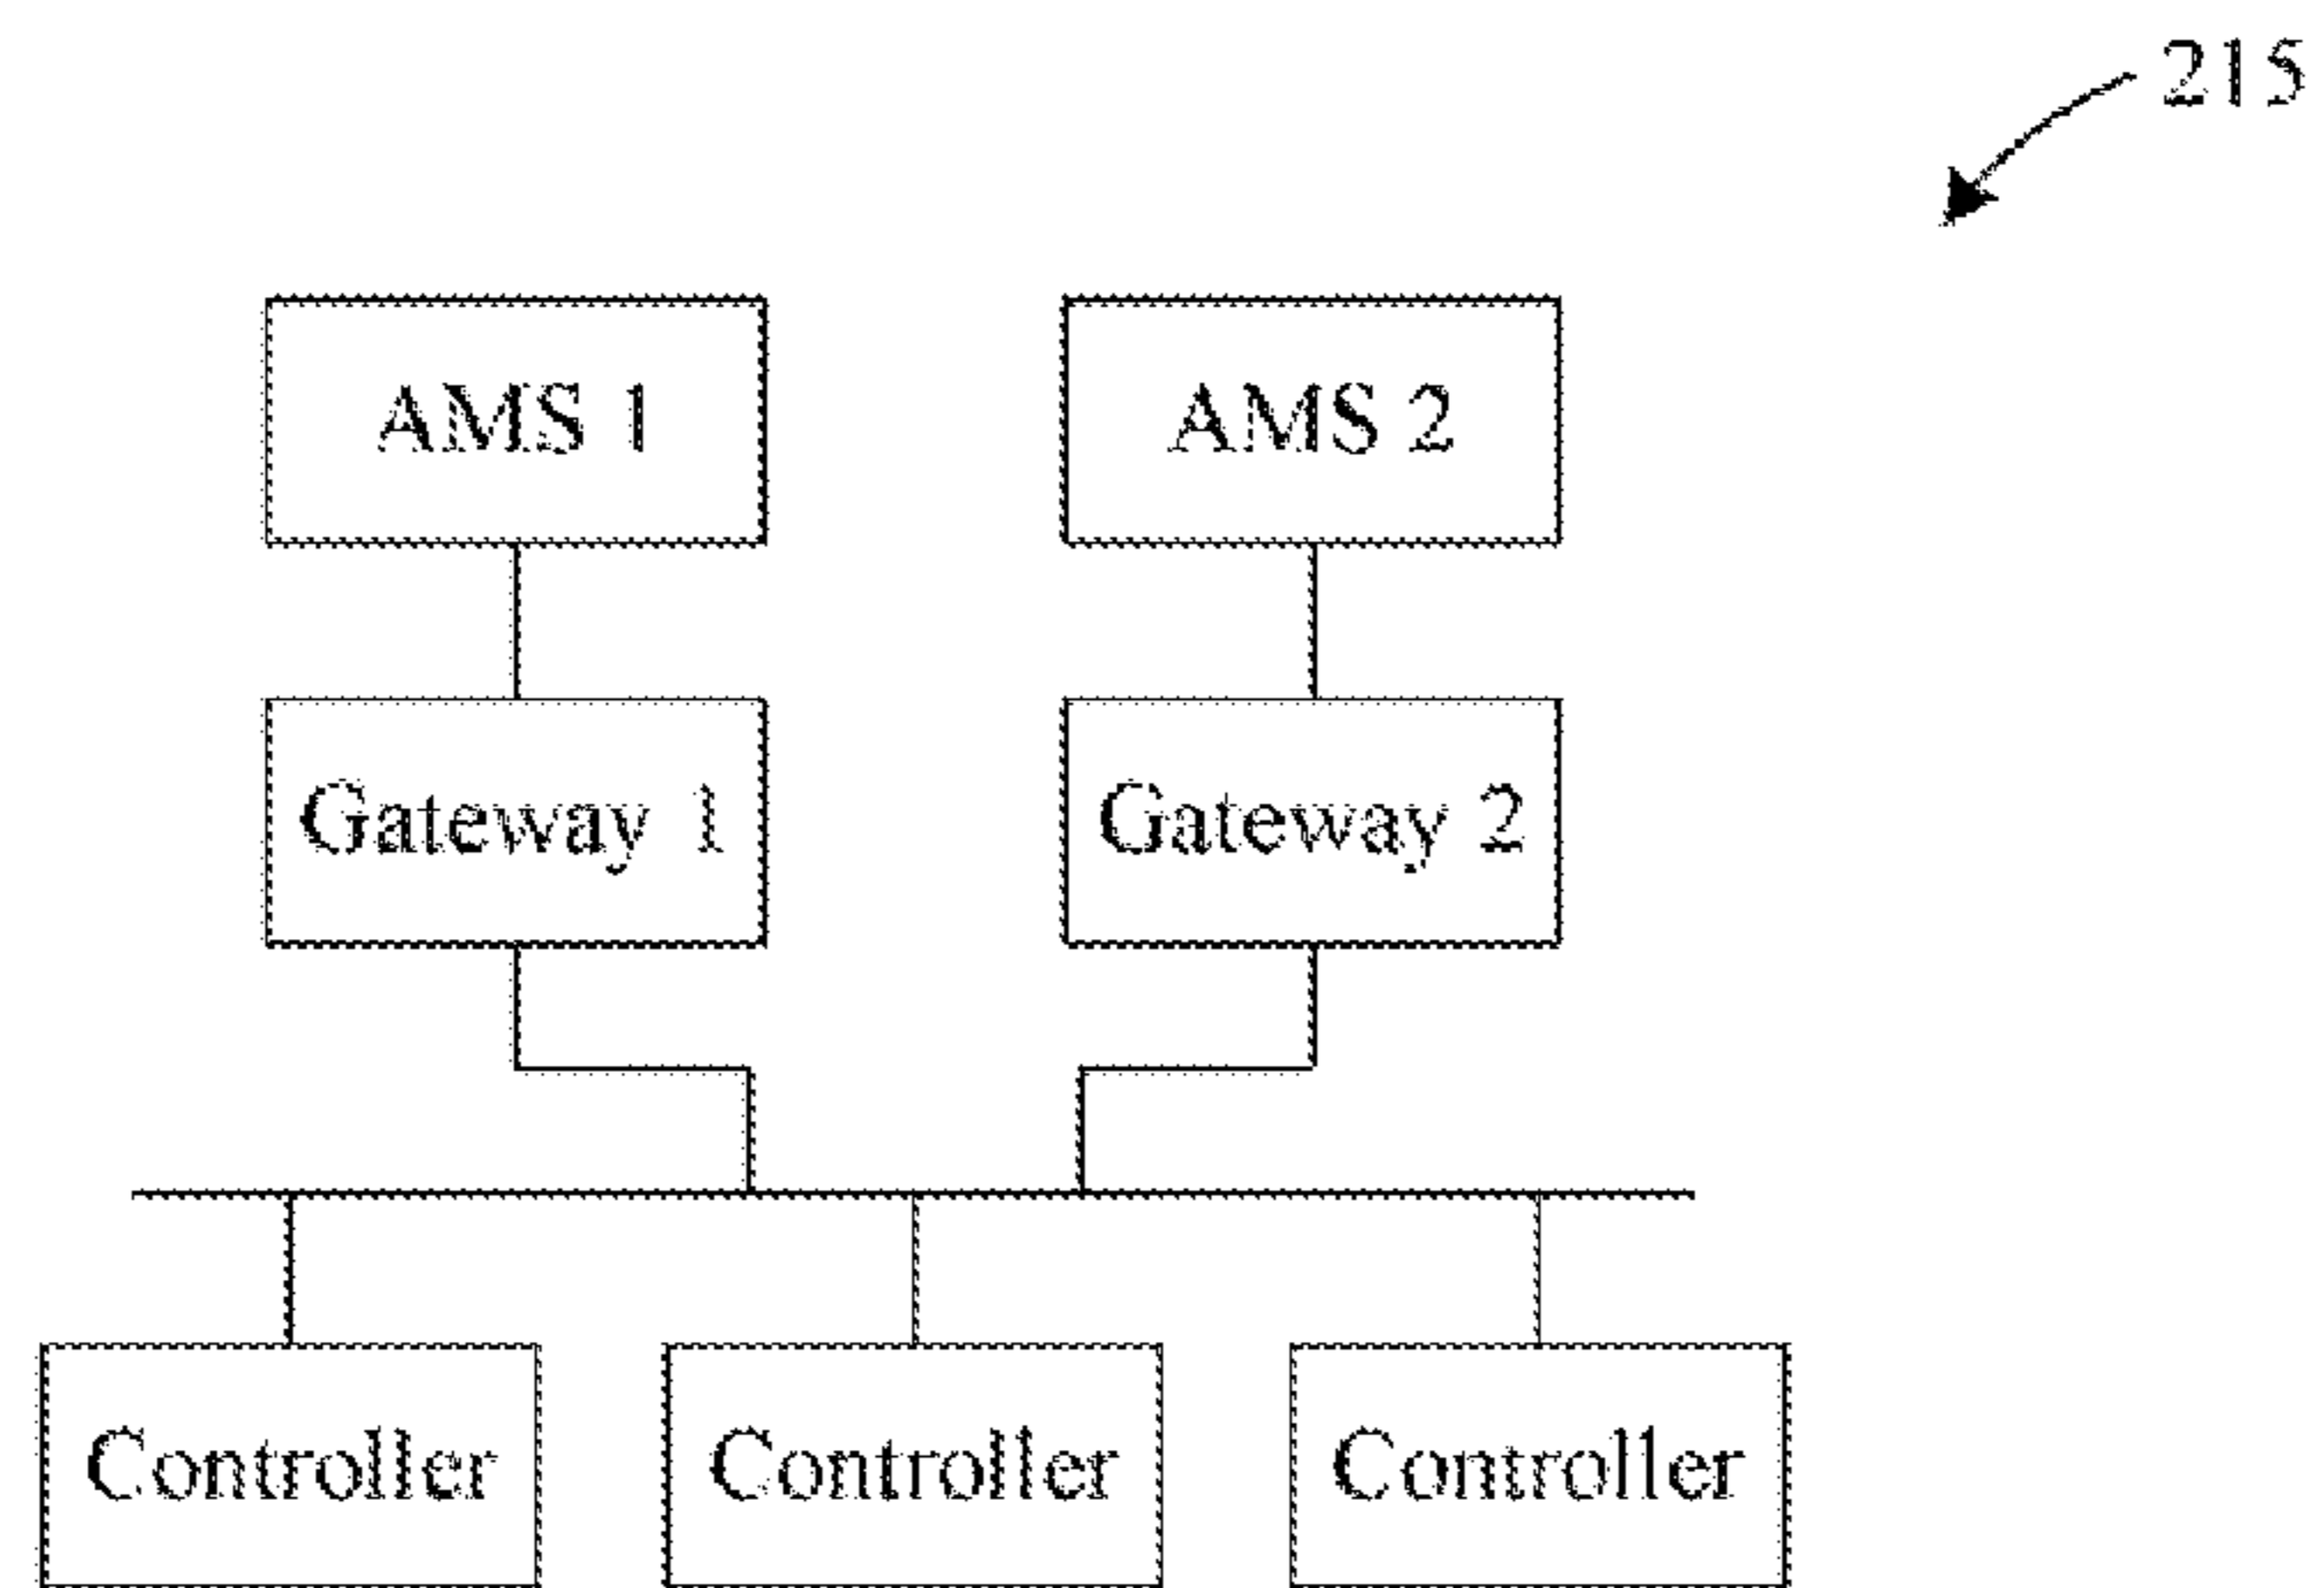 215
AMS 1
AMS 2
Gateway 1
Gateway 2
Controller
Controller
Controller